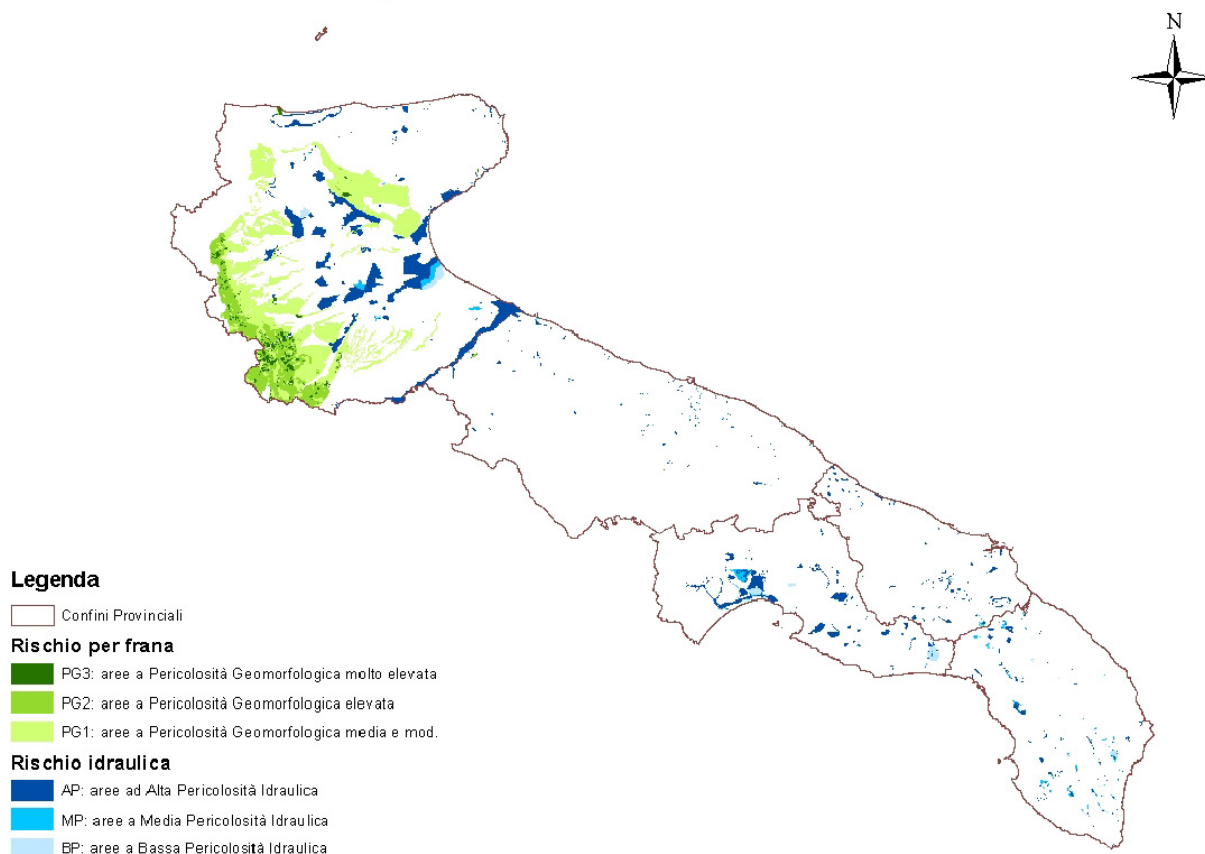 N
Legenda
Confini Provinciali
Rischio per frana
PG3: aree a Pericolosità Geomorfologica molto elevata
PG2: aree a Pericolosità Geomorfologica elevata
PG1: aree a Pericolosità Geomorfologica media e mod.
Rischio idraulica
AP: aree ad Alta Pericolosità Idraulica
MP: aree a Media Pericolosità Idraulica
BP: aree a Bassa Pericolosità Idraulica